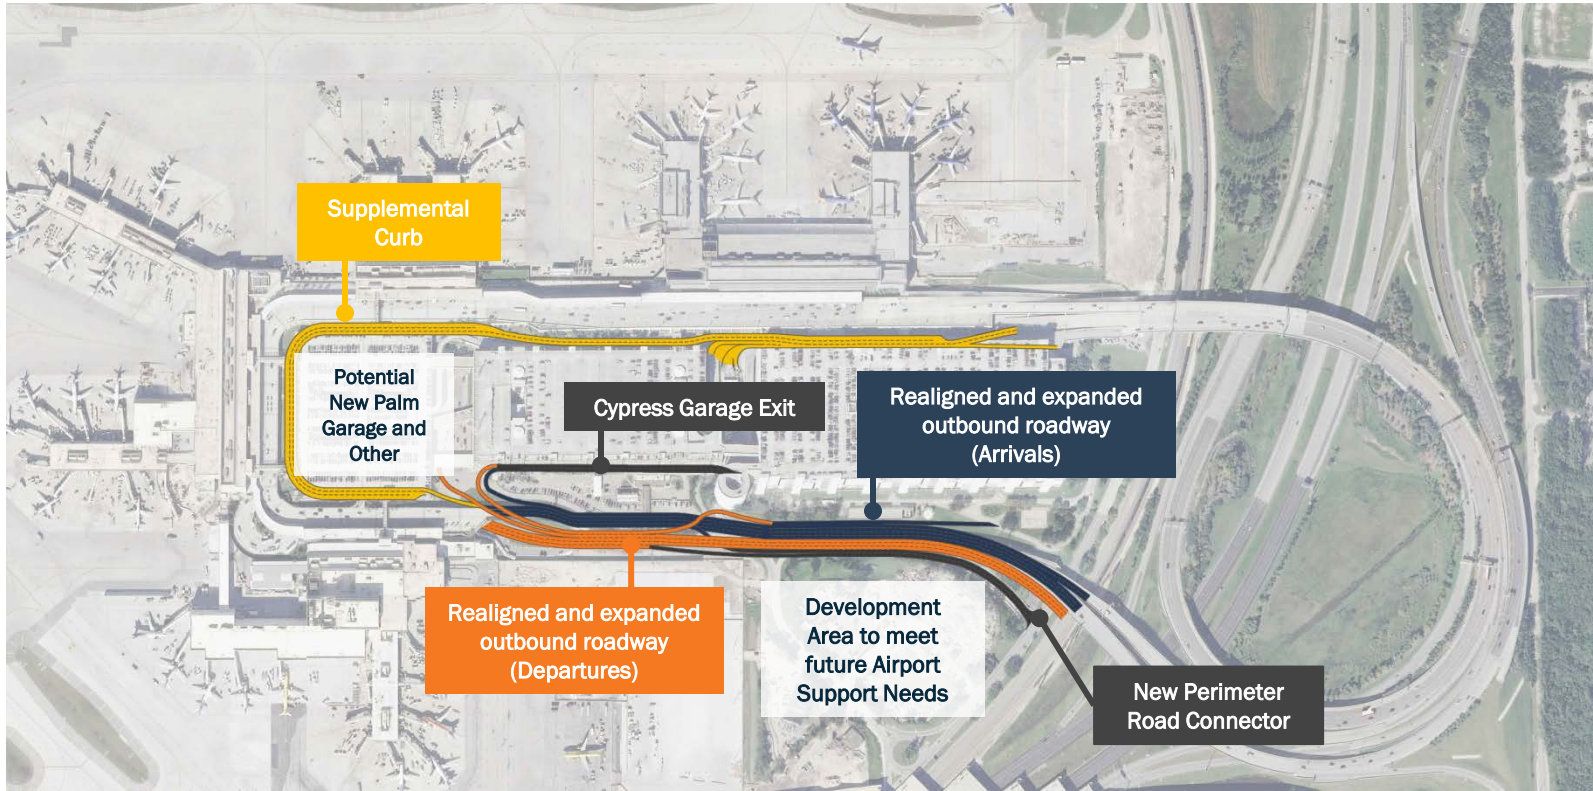 Supplemental
Curb
Potential
New Palm
Garage and
Other
Cypress Garage Exit
Realigned and expanded
outbound roadway
(Arrivals)
Realigned and expanded
outbound roadway
(Departures)
Development
Area to meet
future Airport
Support Needs
New Perimeter
Road Connector